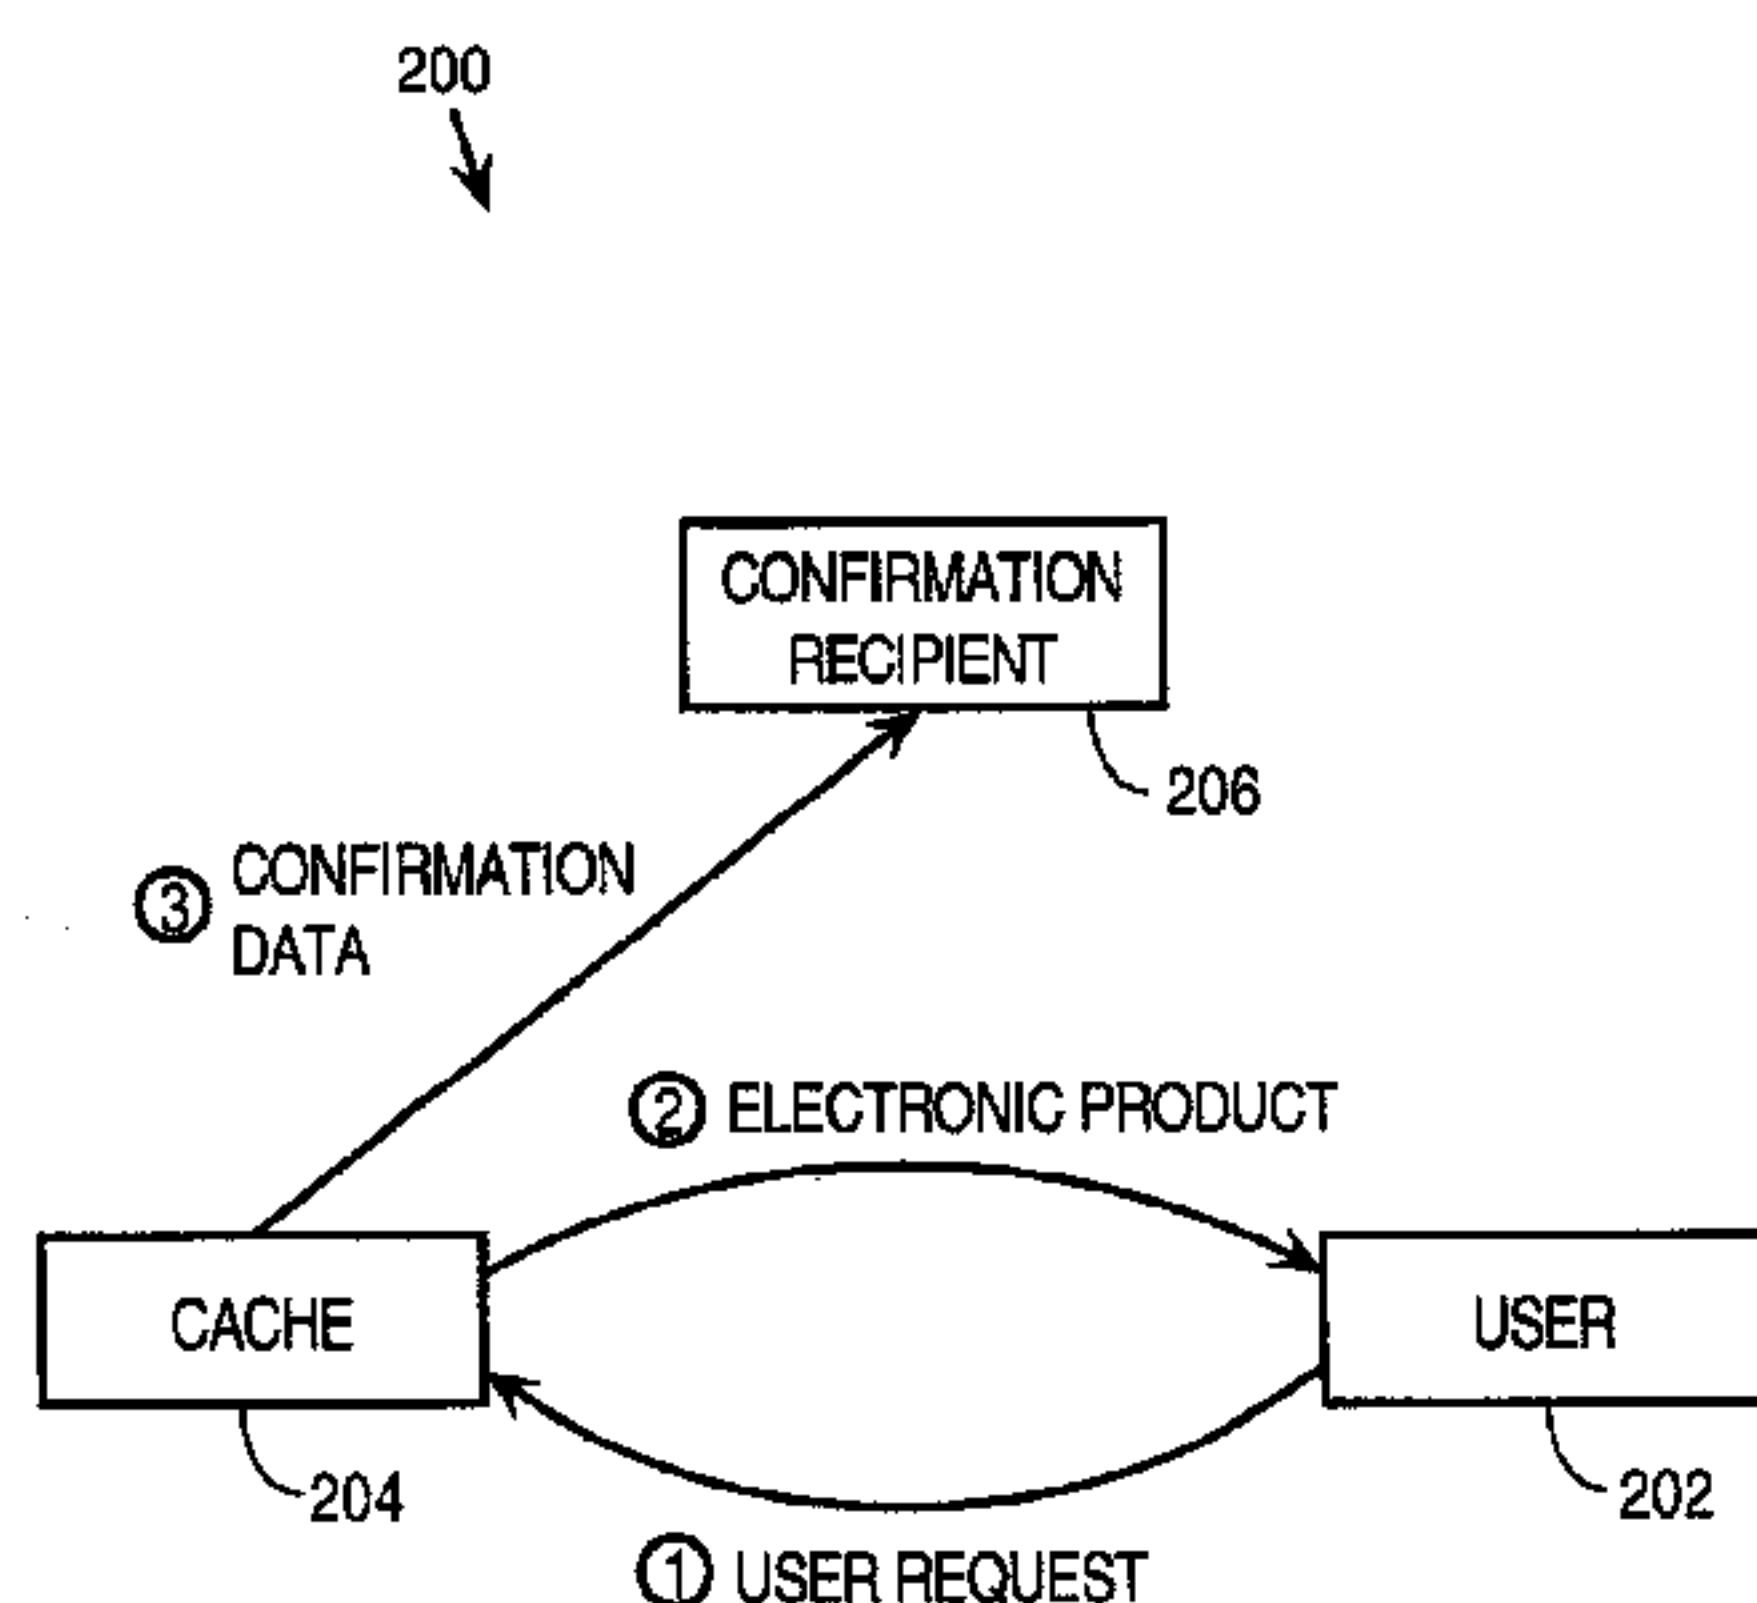 200
CONFIRMATION
RECIPIENT
206
③ CONFIRMATION
DATA
② ELECTRONIC PRODUCT
CACHE
USER
204
202
① USER REQUEST